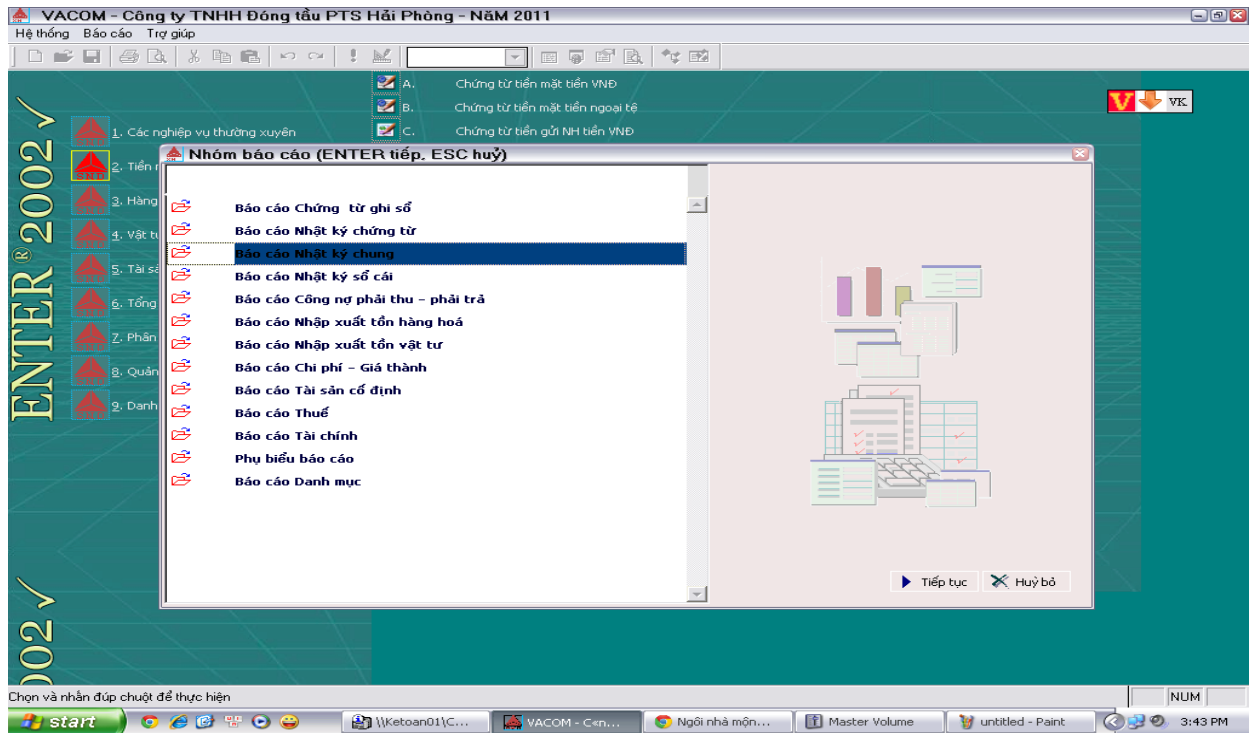 VACOM - Công ty TNHH Đóng tầu PTS Hải Phòng - NăM 2011
Hệ thống Báo cáo Trợ giúp
A. Chứng từ tiền mặt tiền VNĐ
B. Chứng từ tiền mặt tiền ngoại tệ
C. Chứng từ tiền gửi NH tiền VNĐ
V VK
ENTER® 2002
1. Các nghiệp vụ thường xuyên
2. Tiền
3. Hàng
4. Vật
5. Tài
6. Tổng
7. Phân
8. Quản
9. Danh
Nhóm báo cáo (ENTER tiếp, ESC huỷ)
Báo cáo Chứng từ ghi sổ
Báo cáo Nhật ký chứng từ
Báo cáo Nhật ký chung
Báo cáo Nhật ký sổ cái
Báo cáo Công nợ phải thu - phải trả
Báo cáo Nhập xuất tồn hàng hoá
Báo cáo Nhập xuất tồn vật tư
Báo cáo Chi phí - Giá thành
Báo cáo Tài sản cố định
Báo cáo Thuế
Báo cáo Tài chính
Phụ biểu báo cáo
Báo cáo Danh mục
Tiếp tục Huỷ bỏ
002
Chọn và nhấn đúp chuột để thực hiện NUM
start \\Ketoan01\C... VACOM - C«n... Ngôi nhà mộn... Master Volume untitled - Paint 3:43 PM